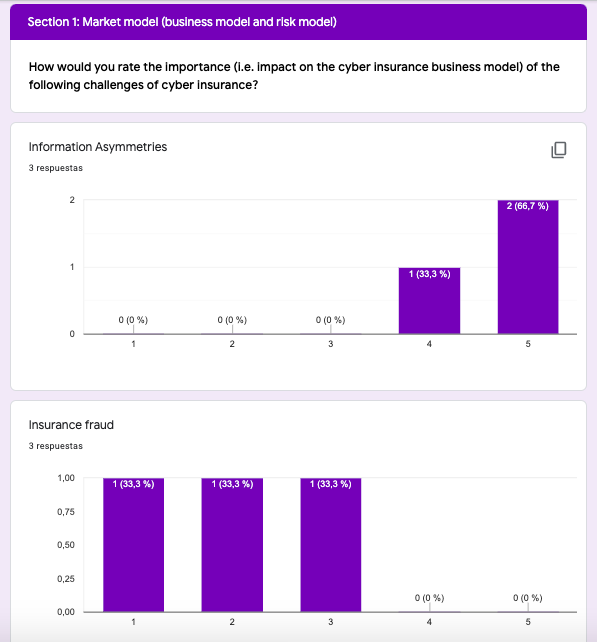 Section 1: Market model (business model and risk model)
How would you rate the importance (i.e. impact on the cyber insurance business model) of the
following challenges of cyber insurance?
Information Asymmetries
3 respuestas
2
1
0
0 (0 %)
0 (0 %)
0 (0 %)
1 (33,3 %)
2 (66,7 %)
1
2
3
4
5
Insurance fraud
3 respuestas
1,00
0,75
0,50
0,25
0,00
1 (33,3 %)
1 (33,3 %)
1 (33,3 %)
0 (0 %)
0 (0 %)
1
2
3
4
5